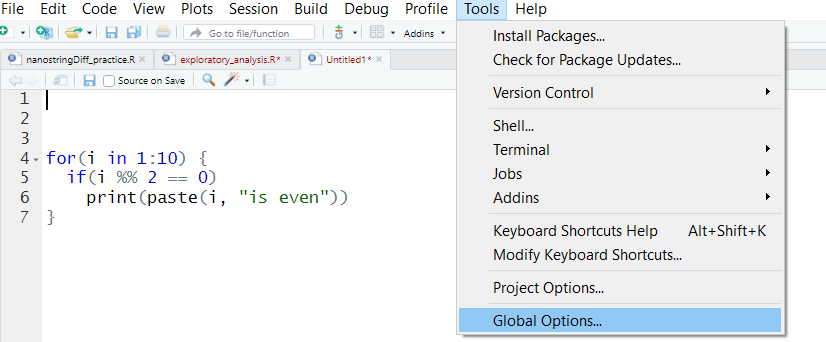 File Edit Code View Plots Session Build Debug Profile Tools Help
Go to file/function Addins
nanostringDiff_practice.R exploratory_analysis.R* Untitled1*
Source on Save
1
2
3
4 for(i in 1:10) {
5 if(i %% 2 == 0)
6 print(paste(i, "is even"))
7 }
Install Packages...
Check for Package Updates...
Version Control
Shell...
Terminal
Jobs
Addins
Keyboard Shortcuts Help Alt+Shift+K
Modify Keyboard Shortcuts...
Project Options...
Global Options...